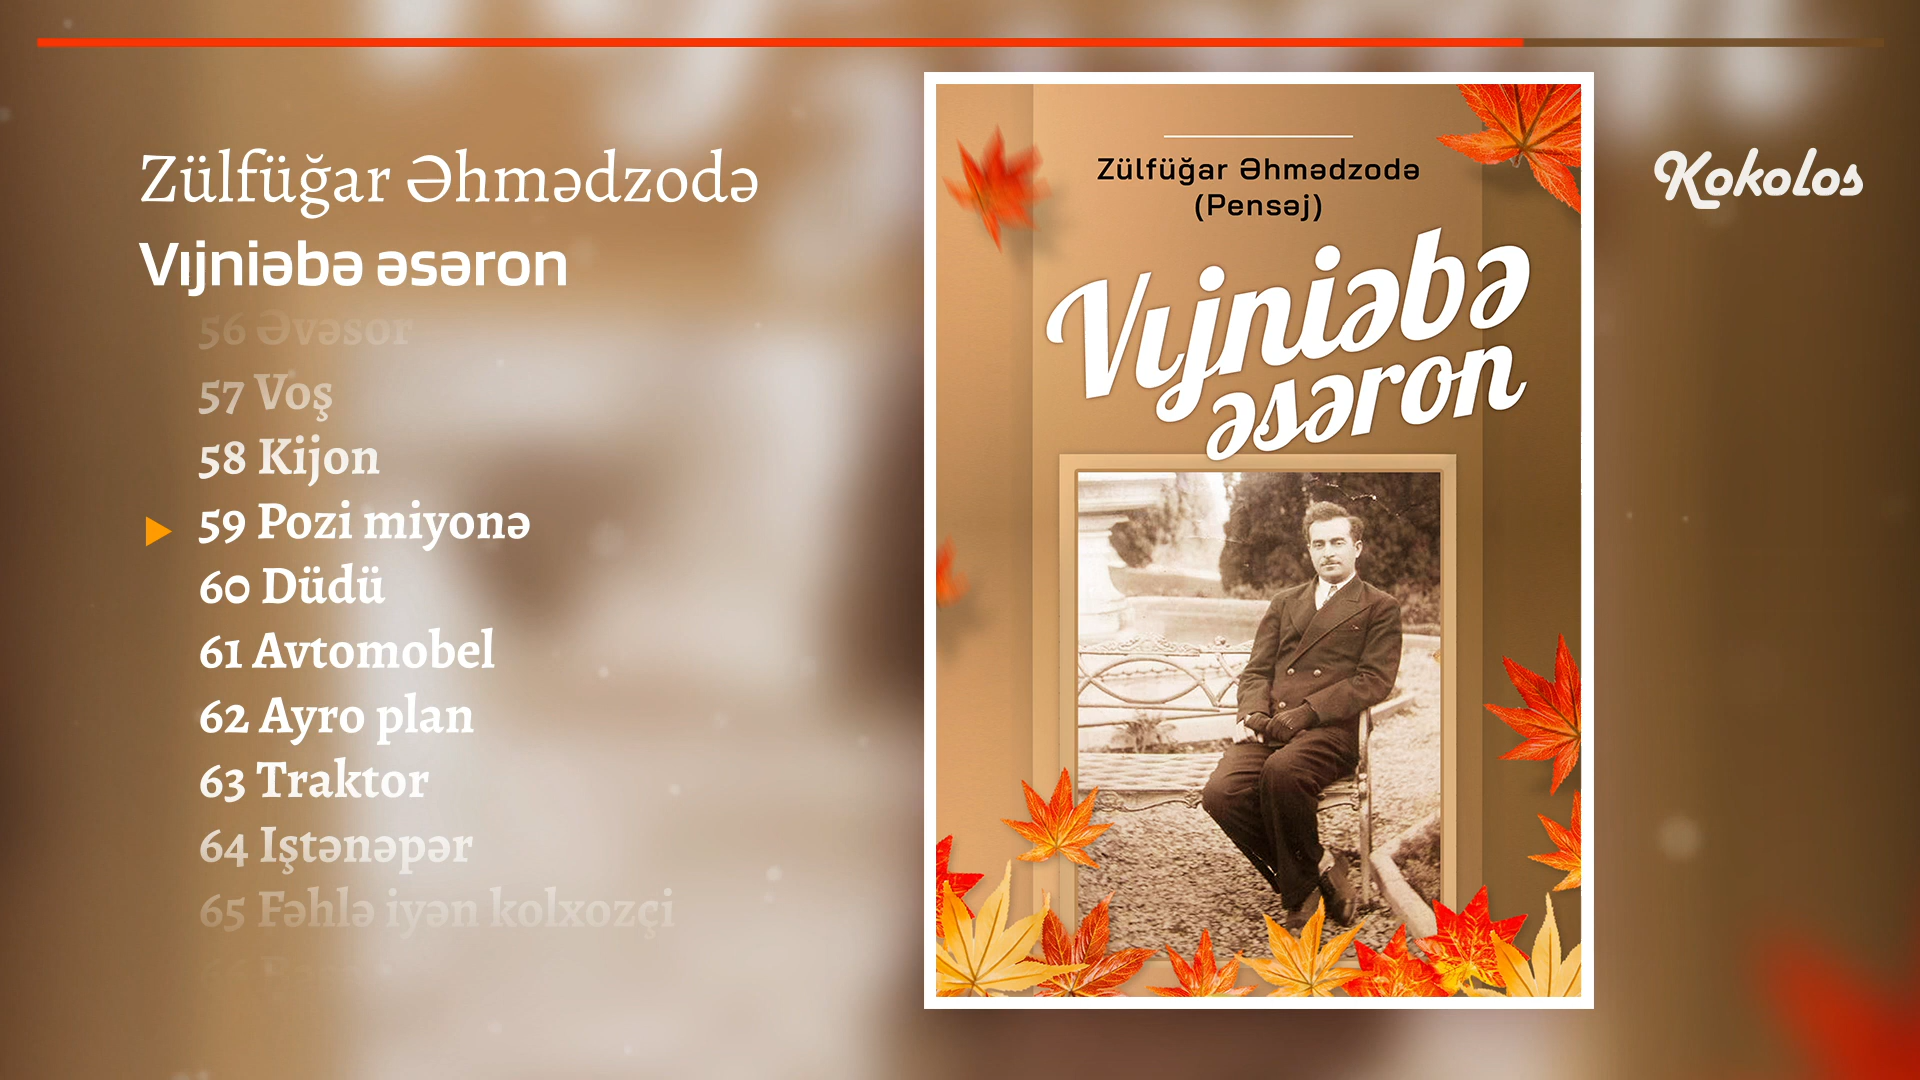 Zülfüğar Əhmədzodə
Vıjniəbə əsəron
56 Əvəsor
57 Voş
58 Kijon
59 Pozi miyonə
60 Düdü
61 Avtomobel
62 Ayro plan
63 Traktor
64 Iştənəpər
65 Fəhlə iyən kolxozçi
66
Zülfüğar Əhmədzodə
(Pensəj)
Vıjniəbə
əsəron
Kokolos